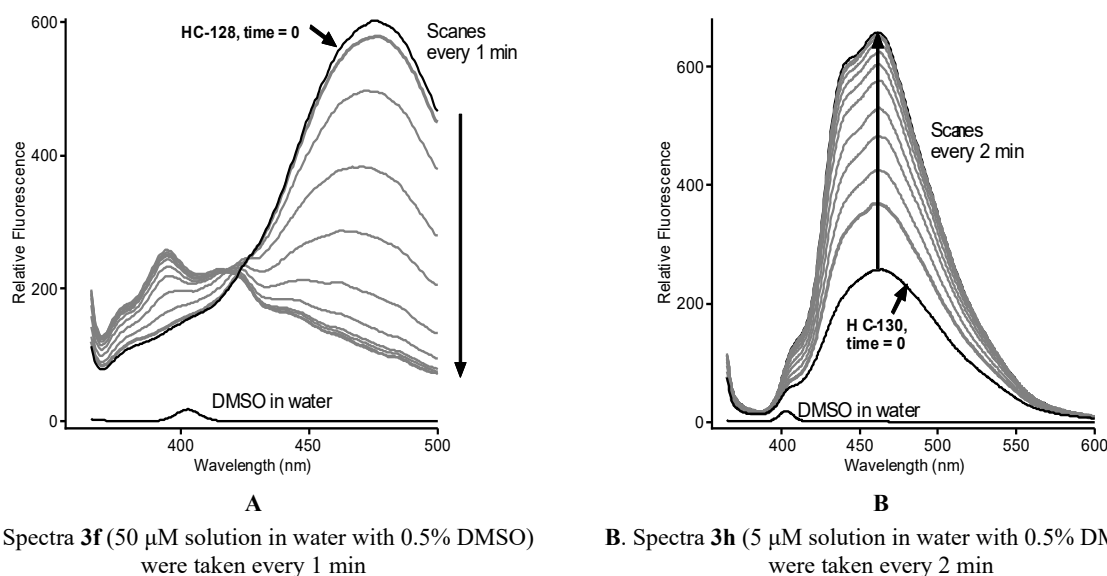 600
400
200
0
Relative Fluorescence
HC-128, time = 0
Scanes
every 1 min
DMSO in water
400
450
500
Wavelength (nm)
A
Spectra 3f (50 μM solution in water with 0.5% DMSO)
were taken every 1 min
600
400
200
0
Relative Fluorescence
Scanes
every 2 min
H C-130,
time = 0
DMSO in water
400
450
500
550
600
Wavelength (nm)
B
B. Spectra 3h (5 μM solution in water with 0.5% DM
were taken every 2 min